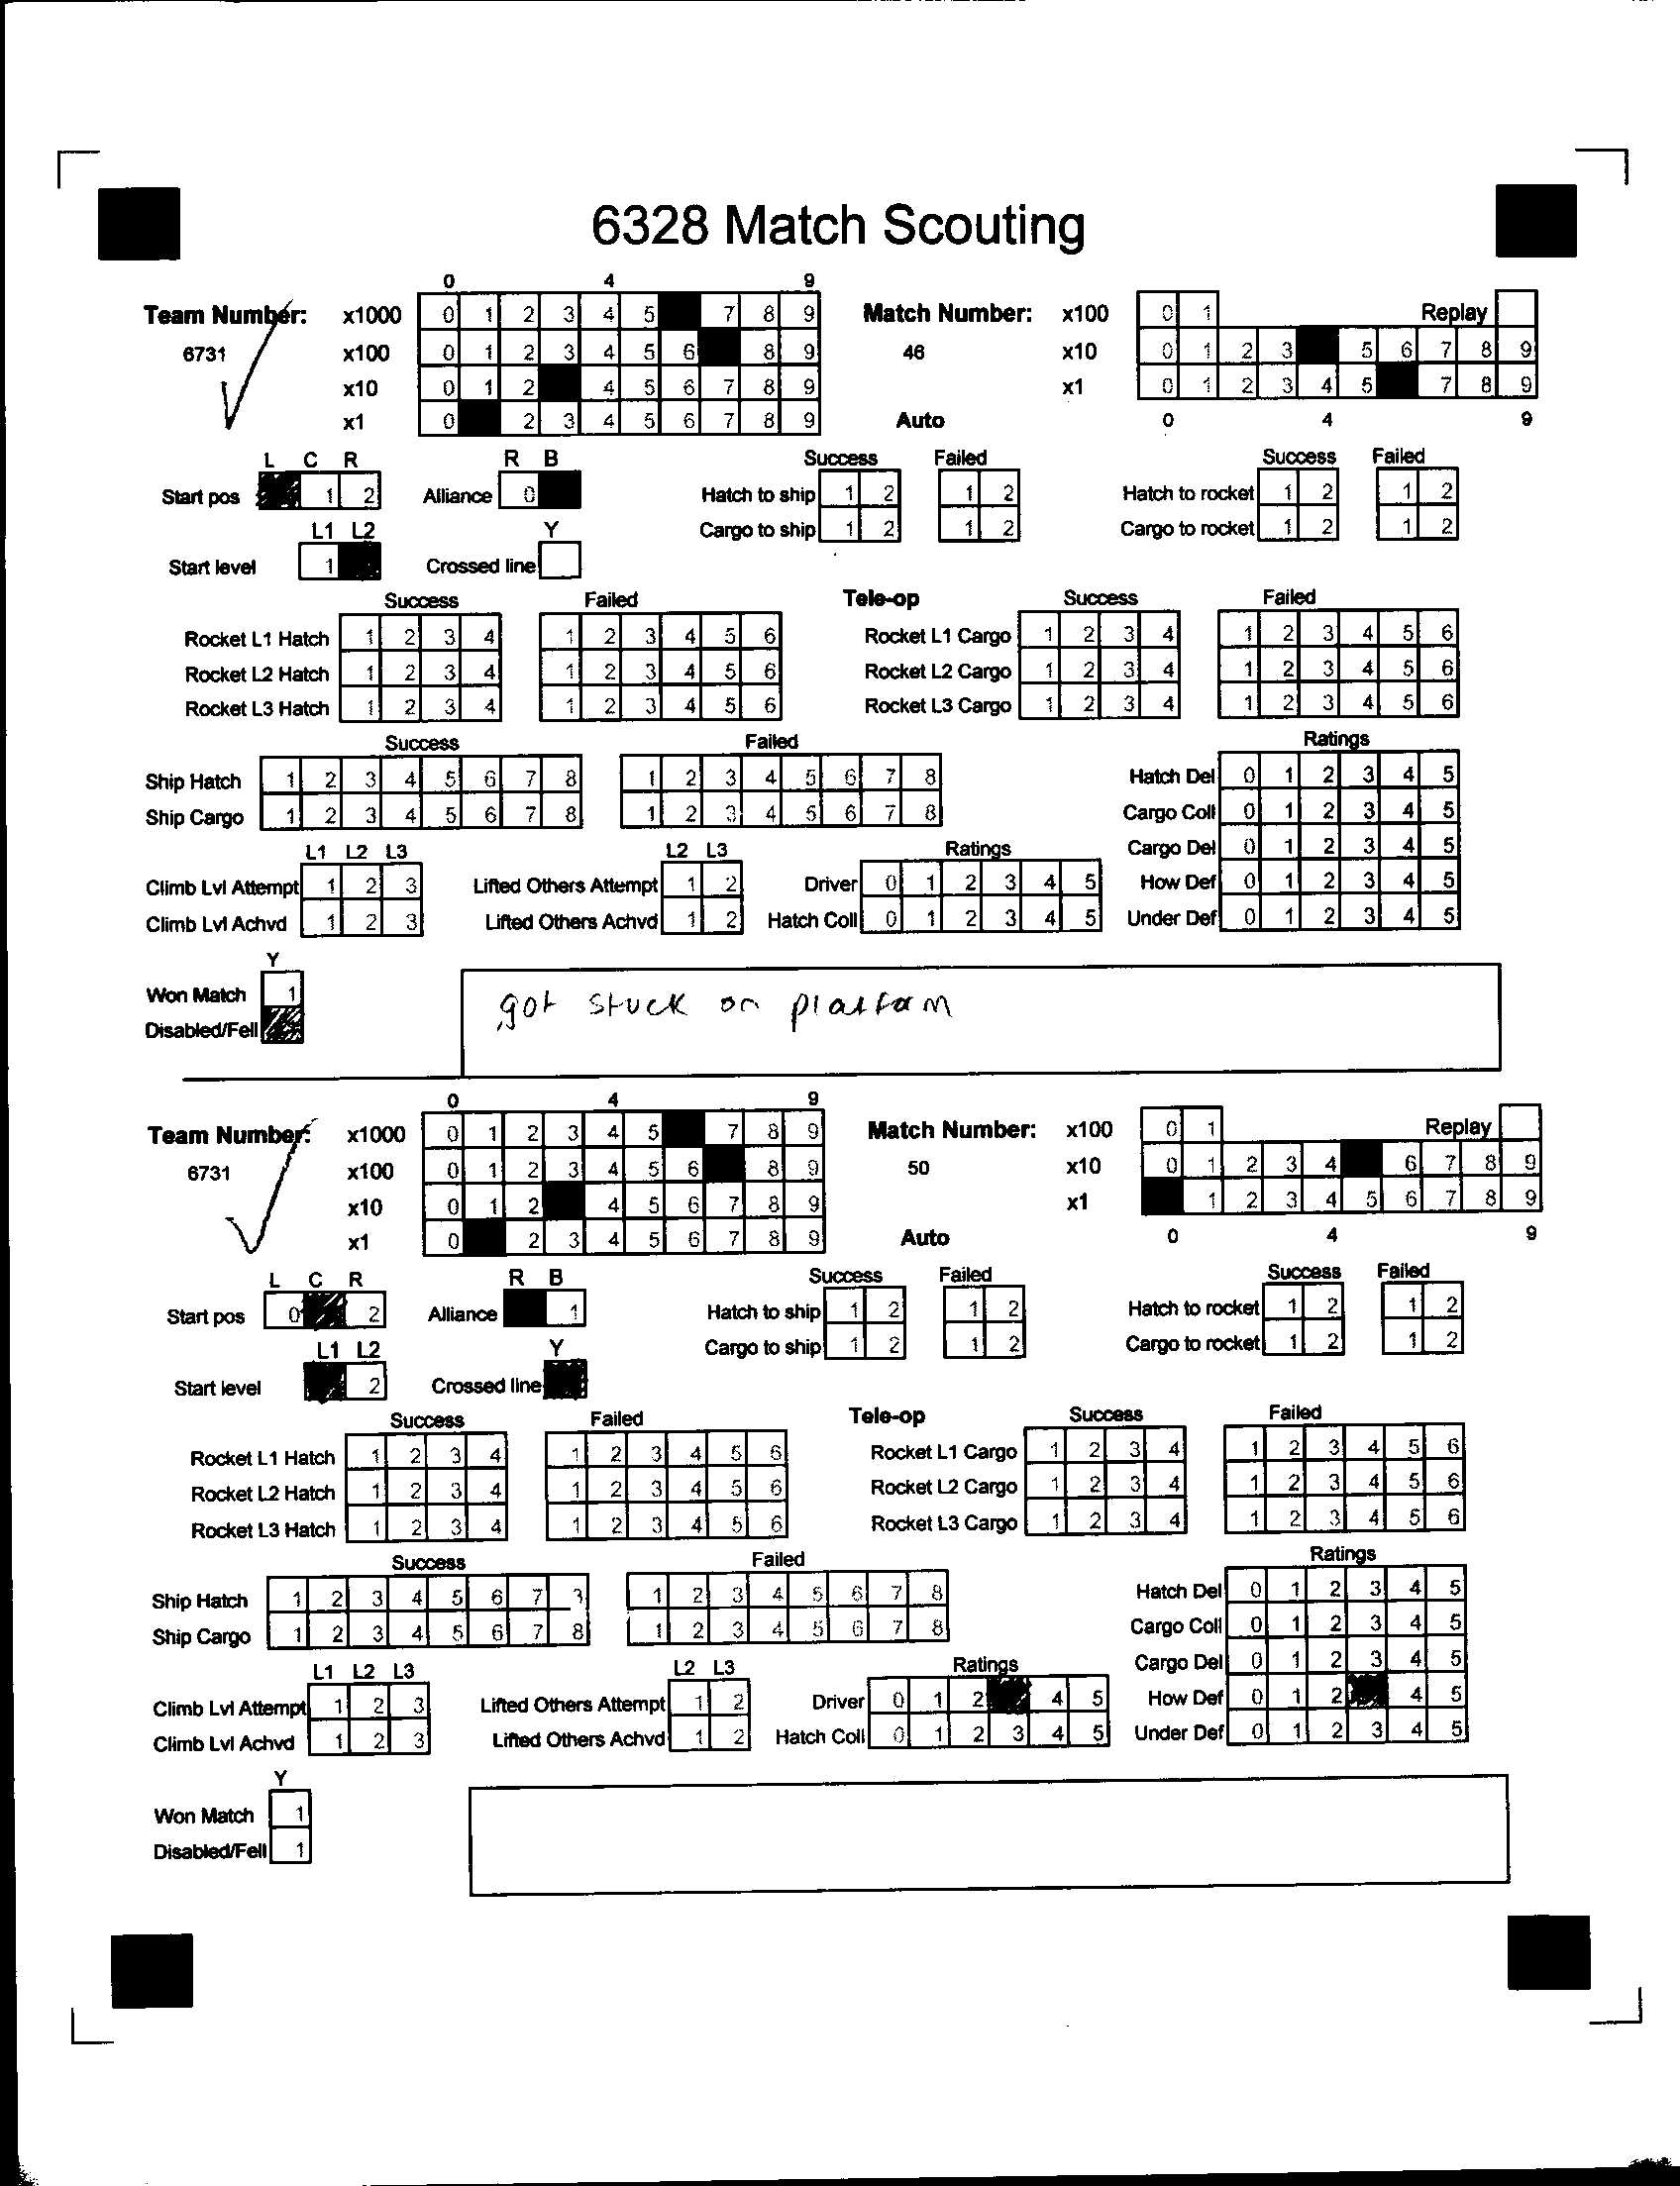 6328 Match Scouting
0 4 9
Team Number: x1000 0 1 2 3 4 5 7 8 9 Match Number: x100 0 1 Replay
6731 x100 0 1 2 3 4 5 6 8 9 46 x10 0 1 2 3 5 6 7 8 9
x10 0 1 2 4 5 6 7 8 9 x1 0 1 2 3 4 5 7 8 9
x1 0 2 3 4 5 6 7 8 9 Auto 0 4 9
L C R R B Success Failed Success Failed
Start pos 1 2 Alliance 0 Hatch to ship 1 2 1 2 Hatch to rocket 1 2 1 2
L1 L2 Y Cargo to ship 1 2 1 2 Cargo to rocket 1 2 1 2
Start level 1 Crossed line
Success Failed Tele-op Success Failed
Rocket L1 Hatch 1 2 3 4 1 2 3 4 5 6 Rocket L1 Cargo 1 2 3 4 1 2 3 4 5 6
Rocket L2 Hatch 1 2 3 4 1 2 3 4 5 6 Rocket L2 Cargo 1 2 3 4 1 2 3 4 5 6
Rocket L3 Hatch 1 2 3 4 1 2 3 4 5 6 Rocket L3 Cargo 1 2 3 4 1 2 3 4 5 6
Success Failed Ratings
Ship Hatch 1 2 3 4 5 6 7 8 1 2 3 4 5 6 7 8 Hatch Del 0 1 2 3 4 5
Ship Cargo 1 2 3 4 5 6 7 8 1 2 3 4 5 6 7 8 Cargo Coll 0 1 2 3 4 5
L1 L2 L3 L2 L3 Ratings Cargo Del 0 1 2 3 4 5
Climb Lvl Attempt 1 2 3 Lifted Others Attempt 1 2 Driver 0 1 2 3 4 5 How Def 0 1 2 3 4 5
Climb Lvl Achvd 1 2 3 Lifted Others Achvd 1 2 Hatch Coll 0 1 2 3 4 5 Under Def 0 1 2 3 4 5
Y
Won Match 1 got stuck on platform
Disabled/Fell
0 4 9
Team Number: x1000 0 1 2 3 4 5 7 8 9 Match Number: x100 0 1 Replay
6731 x100 0 1 2 3 4 5 6 8 9 50 x10 0 1 2 3 4 6 7 8 9
x10 0 1 2 4 5 6 7 8 9 x1 1 2 3 4 5 6 7 8 9
x1 0 2 3 4 5 6 7 8 9 Auto 0 4 9
L C R R B Success Failed Success Failed
Start pos 0 2 Alliance 1 Hatch to ship 1 2 1 2 Hatch to rocket 1 2 1 2
L1 L2 Y Cargo to ship 1 2 1 2 Cargo to rocket 1 2 1 2
Start level 2 Crossed line
Success Failed Tele-op Success Failed
Rocket L1 Hatch 1 2 3 4 1 2 3 4 5 6 Rocket L1 Cargo 1 2 3 4 1 2 3 4 5 6
Rocket L2 Hatch 1 2 3 4 1 2 3 4 5 6 Rocket L2 Cargo 1 2 3 4 1 2 3 4 5 6
Rocket L3 Hatch 1 2 3 4 1 2 3 4 5 6 Rocket L3 Cargo 1 2 3 4 1 2 3 4 5 6
Success Failed Ratings
Ship Hatch 1 2 3 4 5 6 7 8 1 2 3 4 5 6 7 8 Hatch Del 0 1 2 3 4 5
Ship Cargo 1 2 3 4 5 6 7 8 1 2 3 4 5 6 7 8 Cargo Coll 0 1 2 3 4 5
L1 L2 L3 L2 L3 Ratings Cargo Del 0 1 2 3 4 5
Climb Lvl Attempt 1 2 3 Lifted Others Attempt 1 2 Driver 0 1 2 4 5 How Def 0 1 2 4 5
Climb Lvl Achvd 1 2 3 Lifted Others Achvd 1 2 Hatch Coll 0 1 2 3 4 5 Under Def 0 1 2 3 4 5
Y
Won Match 1
Disabled/Fell 1